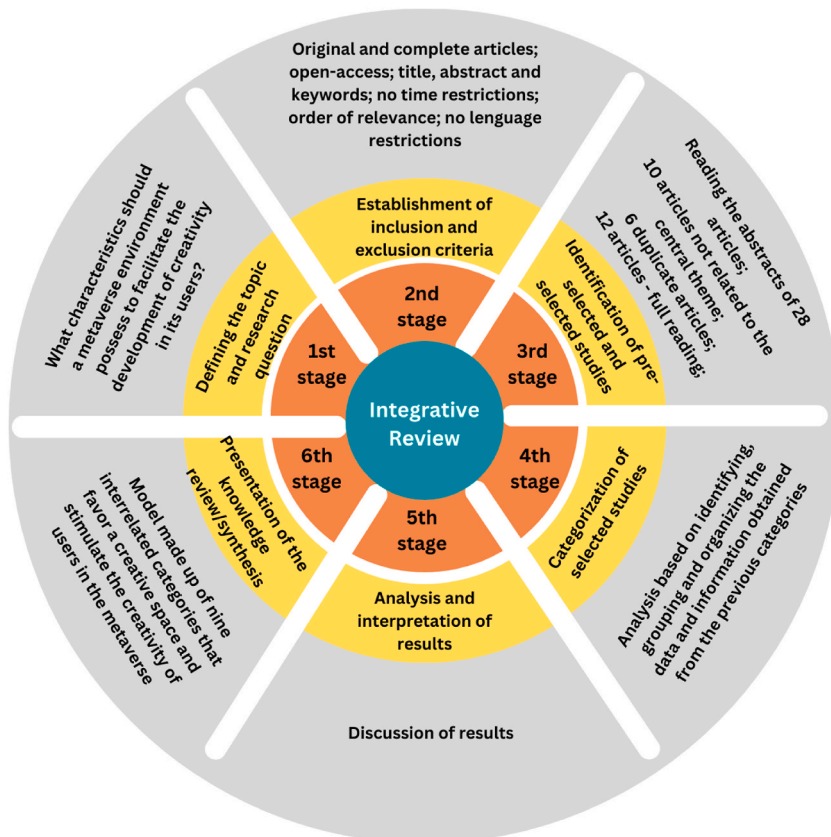 Integrative
Review
1st
stage
Defining the topic
and research
question
What characteristics should
a metaverse environment
possess to facilitate the
development of creativity
in its users?
2nd
stage
Establishment of
inclusion and
exclusion criteria
Original and complete articles;
open-access; title, abstract and
keywords; no time restrictions;
order of relevance; no lenguage
restrictions
3rd
stage
Identification of pre-
selected and
selected studies
Reading the abstracts of 28
articles;
10 articles not related to the
central theme;
6 duplicate articles;
12 articles - full reading;
4th
stage
Categorization of
selected studies
Analysis based on identifying,
grouping and organizing the
data and information obtained
from the previous categories
5th
stage
Analysis and
interpretation of
results
Discussion of results
6th
stage
Presentation of the
knowledge
review/synthesis
Model made up of nine
interrelated categories that
favor a creative space and
stimulate the creativity of
users in the metaverse